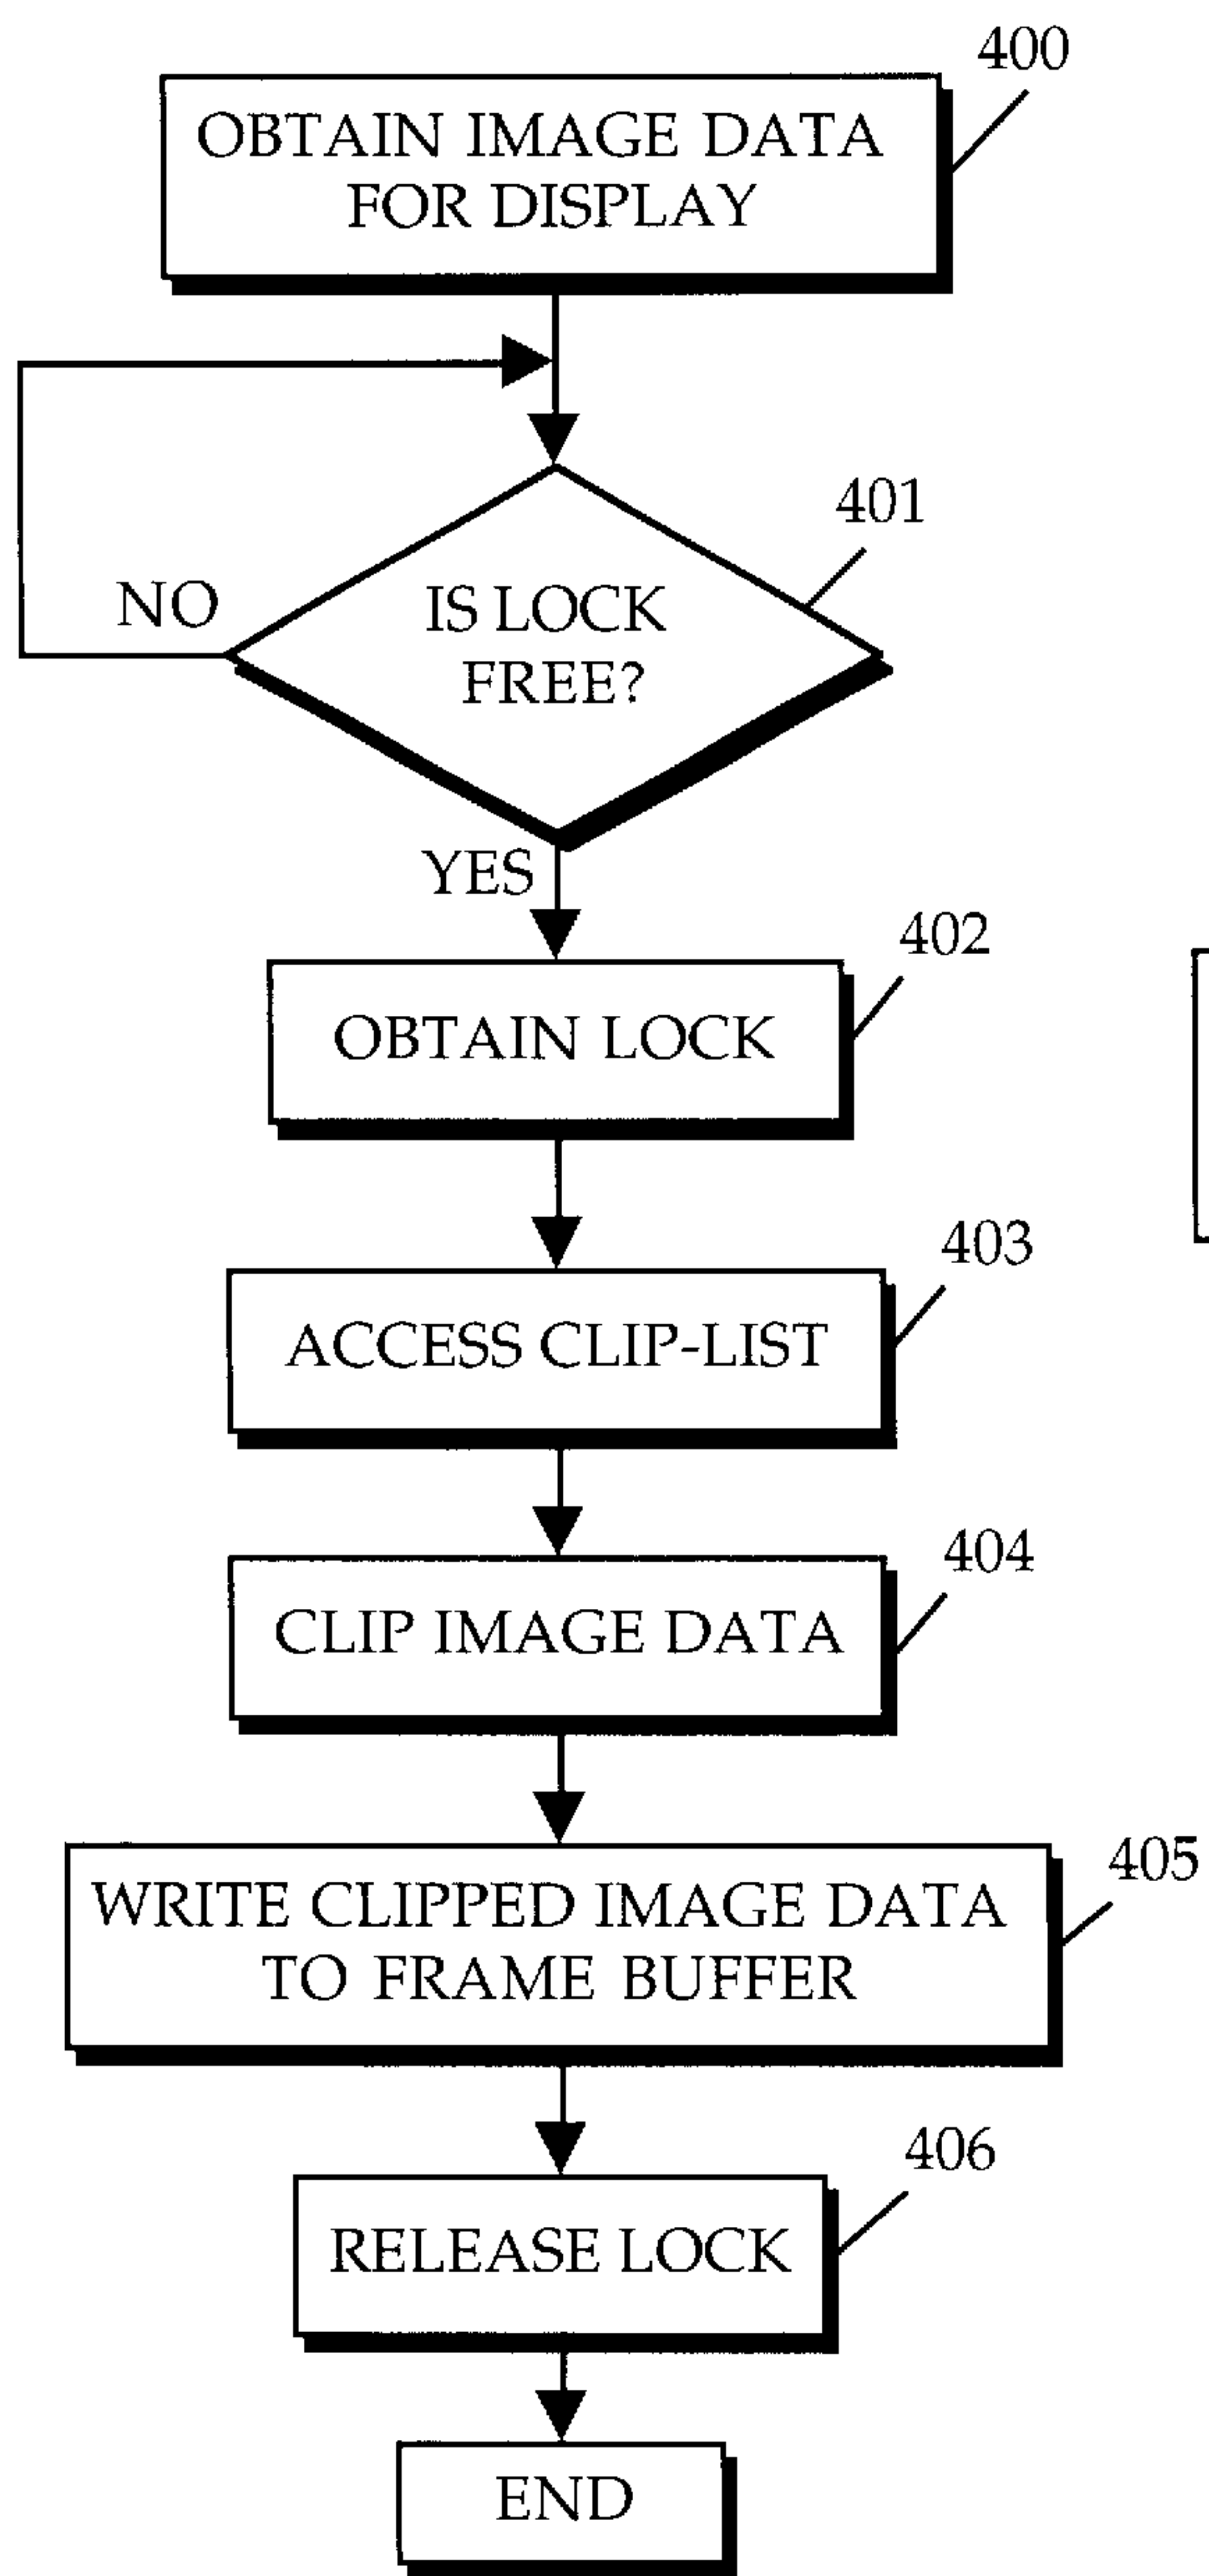 400
OBTAIN IMAGE DATA
FOR DISPLAY
401
NO
IS LOCK
FREE?
YES
402
OBTAIN LOCK
403
ACCESS CLIP-LIST
404
CLIP IMAGE DATA
405
WRITE CLIPPED IMAGE DATA
TO FRAME BUFFER
406
RELEASE LOCK
END